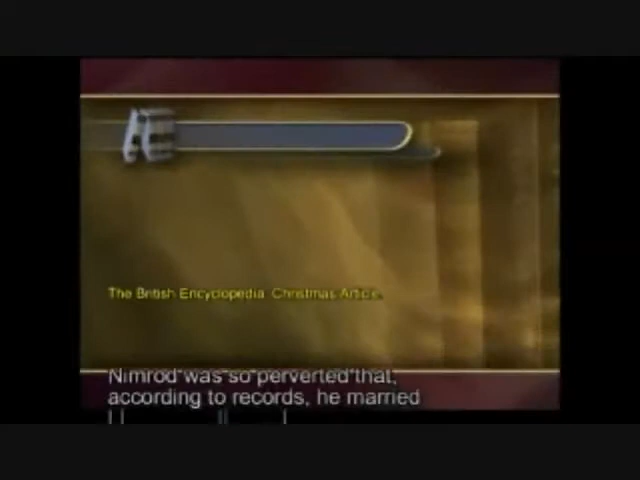 The British Encyclopedia Christmas Article.
Nimrod was so perverted that,
according to records, he married